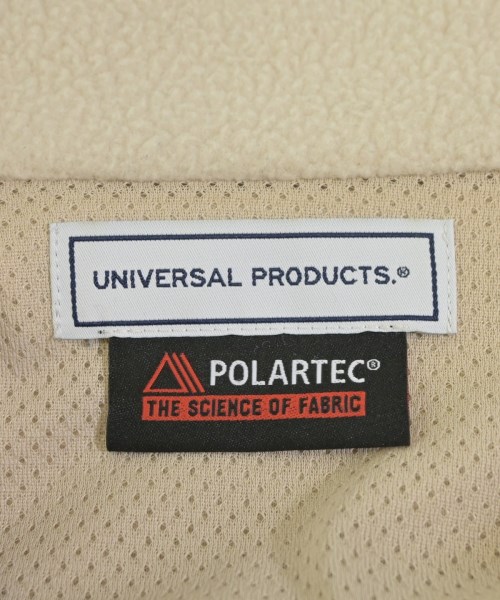 UNIVERSAL PRODUCTS.®
POLARTEC®
THE SCIENCE OF FABRIC